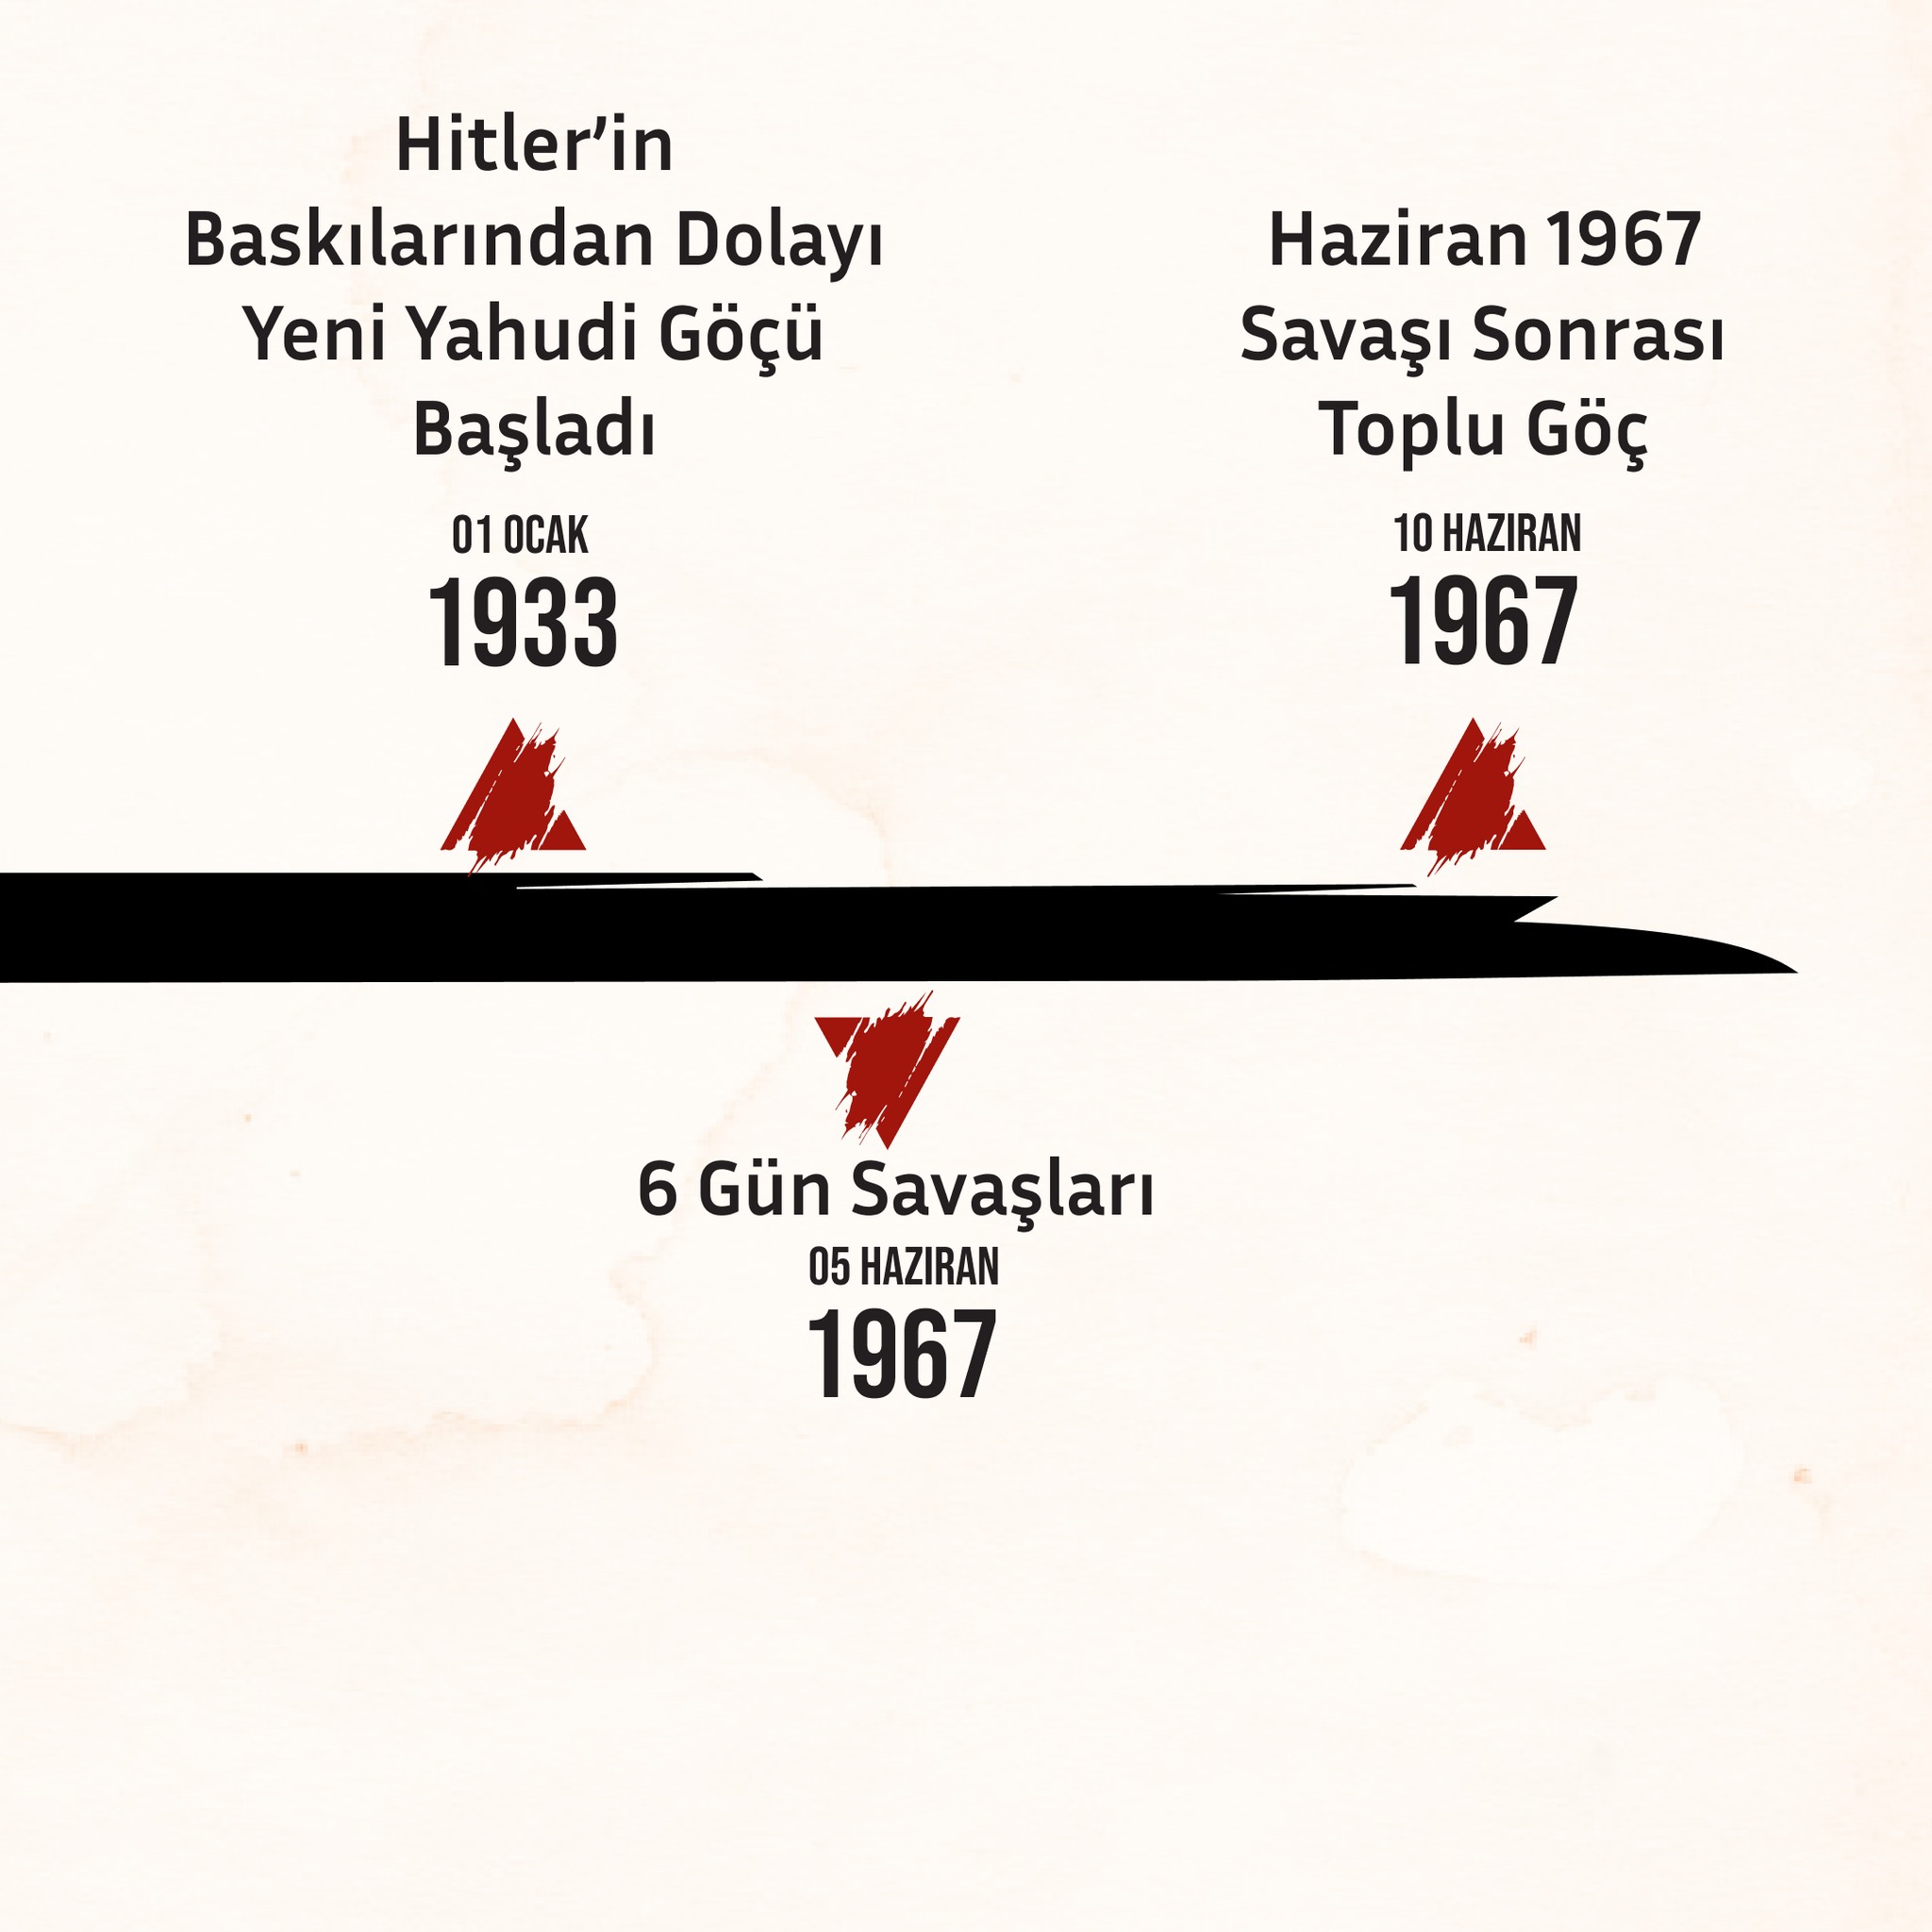 Hitler’in
Baskılarından Dolayı
Yeni Yahudi Göçü
Başladı
01 OCAK
1933
Haziran 1967
Savaşı Sonrası
Toplu Göç
10 HAZIRAN
1967
6 Gün Savaşları
05 HAZIRAN
1967